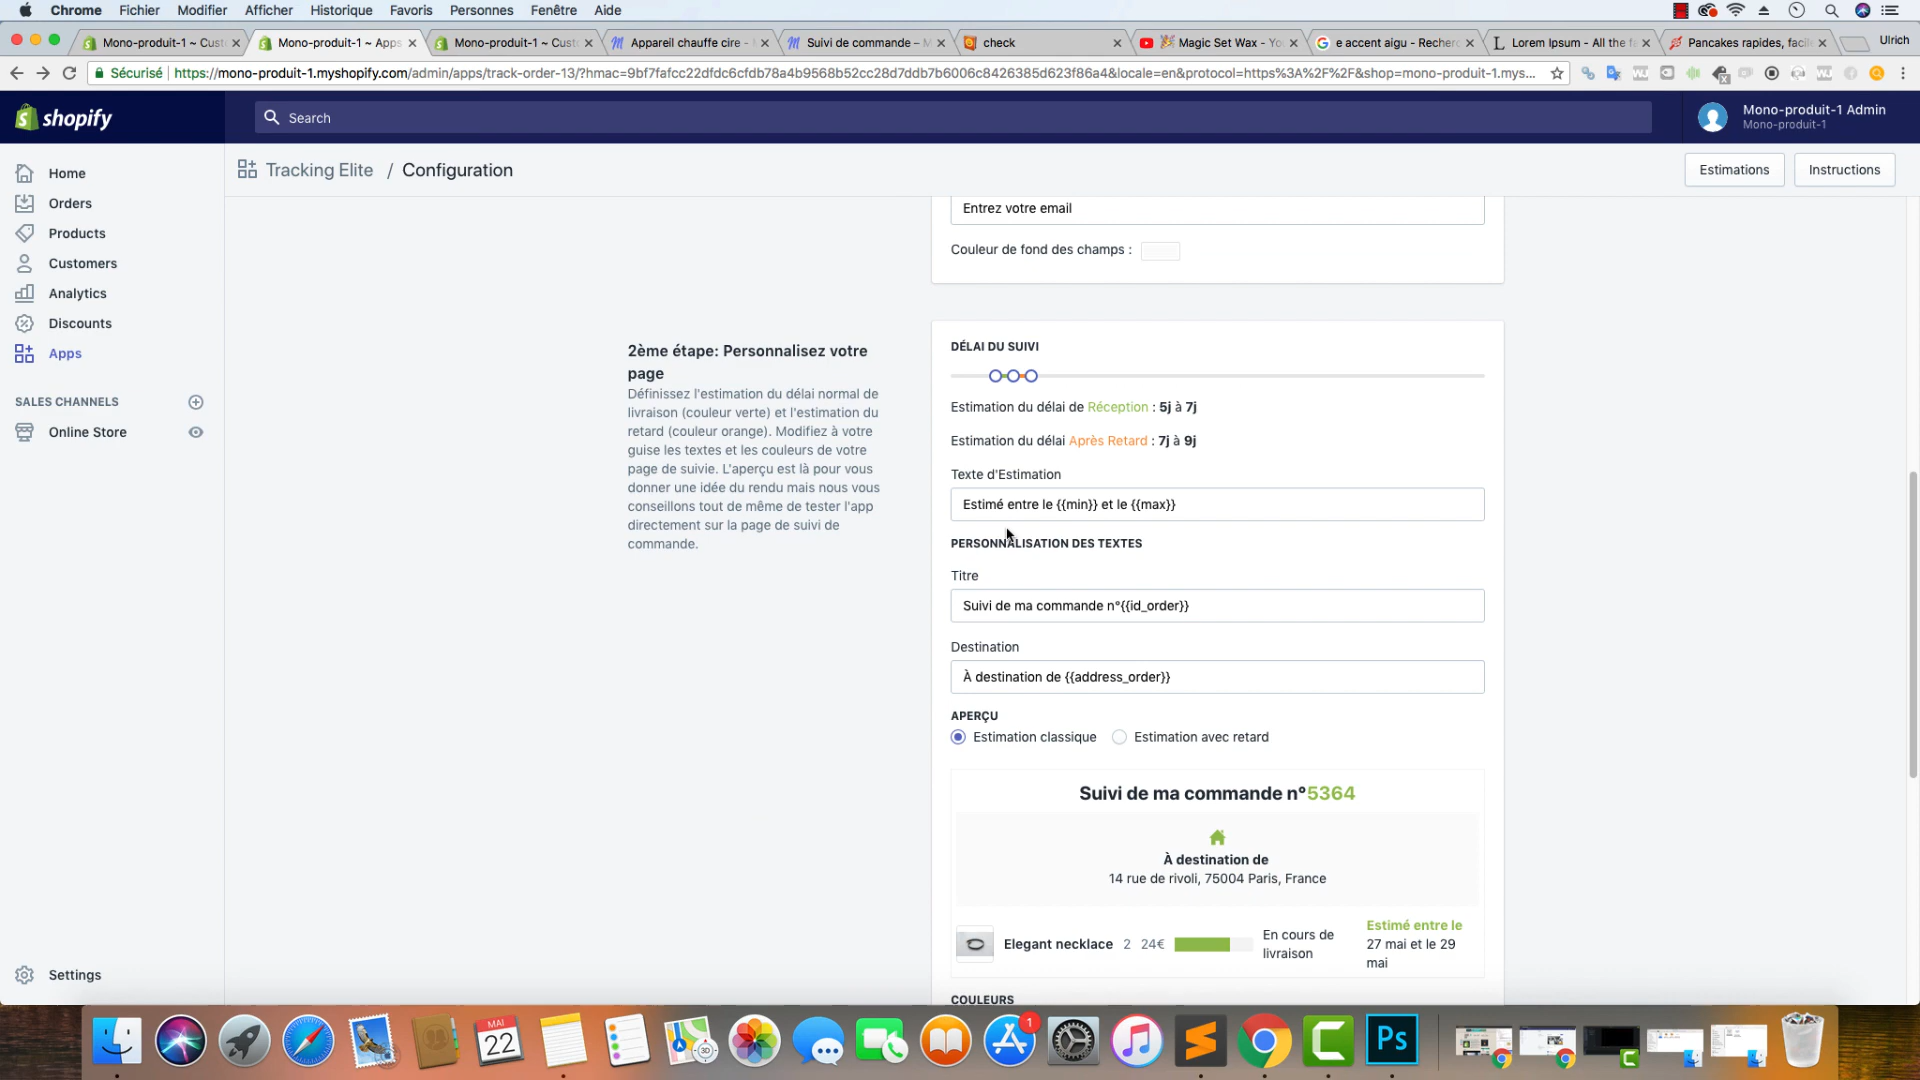 Chrome Fichier Modifier Afficher Historique Favoris Personnes Fenêtre Aide
Mono-produit-1 ~ Cust
Mono-produit-1 ~ Apps
Mono-produit-1 ~ Cust
Appareil chauffe cire -
Suivi de commande – M
check
Magic Set Wax - Yo
e accent aigu - Recher
Lorem Ipsum - All the f
Pancakes rapides, facil
Ulrich
Sécurisé https://mono-produit-1.myshopify.com/admin/apps/track-order-13/?hmac=9bf7fafcc22dfdc6cfdb78a4b9568b52cc28d7ddb7b6006c8426385d623f86a4&locale=en&protocol=https%3A%2F%2F&shop=mono-produit-1.mys...
shopify
Search
Mono-produit-1 Admin
Mono-produit-1
Home
Orders
Products
Customers
Analytics
Discounts
Apps
SALES CHANNELS
Online Store
Settings
Tracking Elite / Configuration
Estimations
Instructions
Entrez votre email
Couleur de fond des champs :
2ème étape: Personnalisez votre
page
Définissez l'estimation du délai normal de
livraison (couleur verte) et l'estimation du
retard (couleur orange). Modifiez à votre
guise les textes et les couleurs de votre
page de suivie. L'aperçu est là pour vous
donner une idée du rendu mais nous vous
conseillons tout de même de tester l'app
directement sur la page de suivi de
commande.
DÉLAI DU SUIVI
Estimation du délai de Réception : 5j à 7j
Estimation du délai Après Retard : 7j à 9j
Texte d'Estimation
Estimé entre le {{min}} et le {{max}}
PERSONNALISATION DES TEXTES
Titre
Suivi de ma commande n°{{id_order}}
Destination
À destination de {{address_order}}
APERÇU
Estimation classique
Estimation avec retard
Suivi de ma commande n°5364
À destination de
14 rue de rivoli, 75004 Paris, France
Elegant necklace 2 24€
En cours de
livraison
Estimé entre le
27 mai et le 29
mai
COULEURS
MAI
22
3D
1
Ps